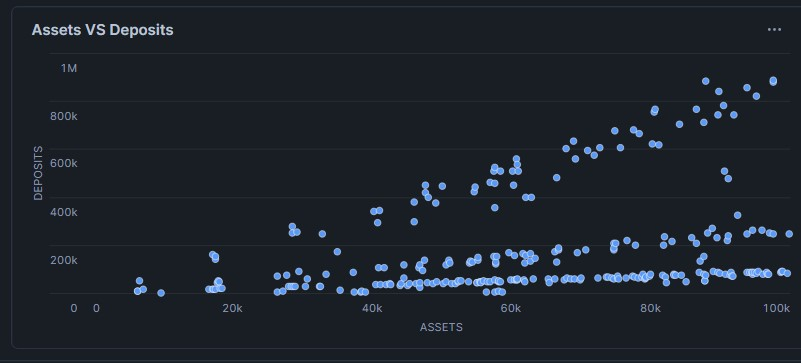 Assets VS Deposits
...
1M
800k
600k
400k
200k
0
DEPOSITS
0 20k 40k 60k 80k 100k
ASSETS